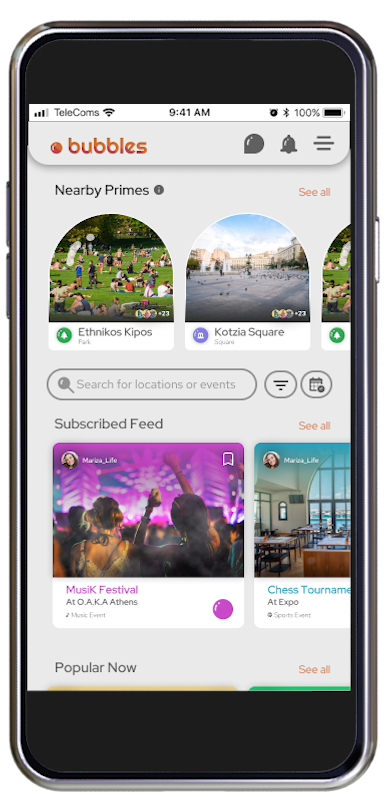 TeleComs 9:41 AM 100%
bubbles
Nearby Primes See all
+23 +23
Ethnikos Kipos Kotzia Square
Park Square
Search for locations or events
Subscribed Feed See all
Mariza_Life Mariza_Life
MusiK Festival Chess Tourname
At O.A.K.A Athens At Expo
Music Event Sports Event
Popular Now See all